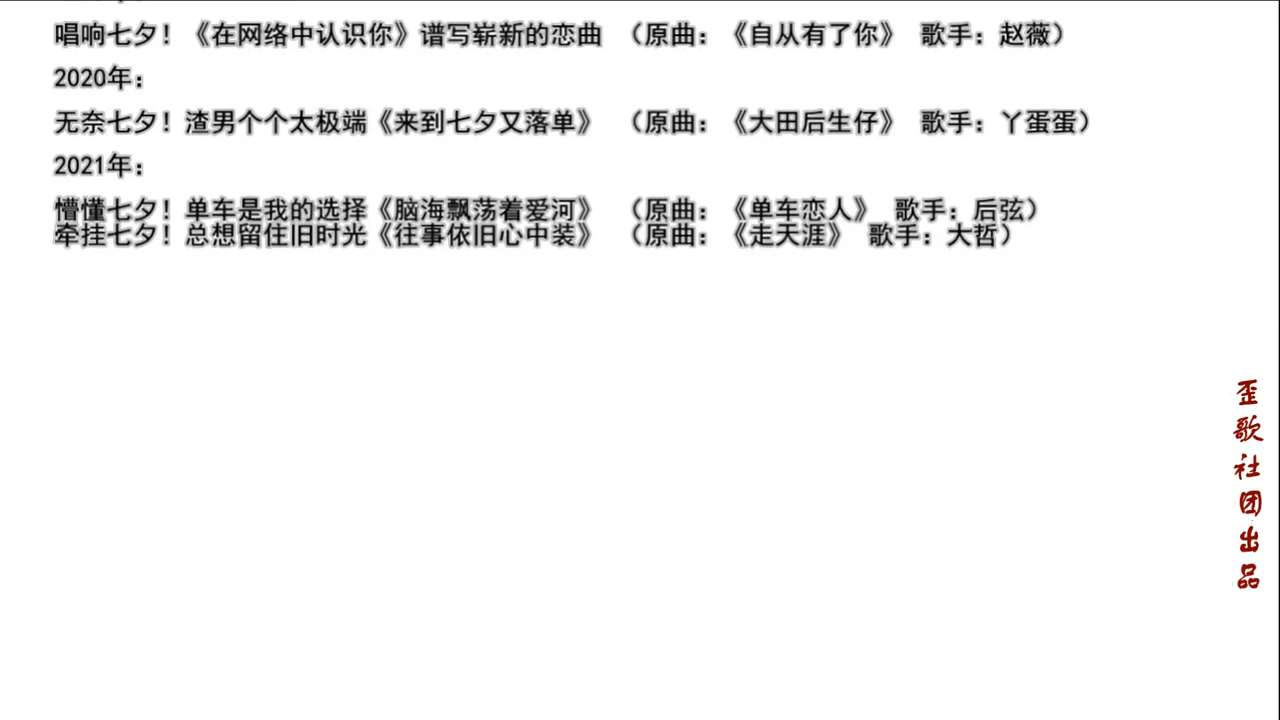 唱响七夕！《在网络中认识你》谱写崭新的恋曲 （原曲：《自从有了你》 歌手：赵薇）
2020年：
无奈七夕！渣男个个太极端《来到七夕又落单》 （原曲：《大田后生仔》 歌手：丫蛋蛋）
2021年：
懵懂七夕！单车是我的选择《脑海飘荡着爱河》 （原曲：《单车恋人》 歌手：后弦）
牵挂七夕！总想留住旧时光《往事依旧心中装》 （原曲：《走天涯》 歌手：大哲）
歪歌社团出品